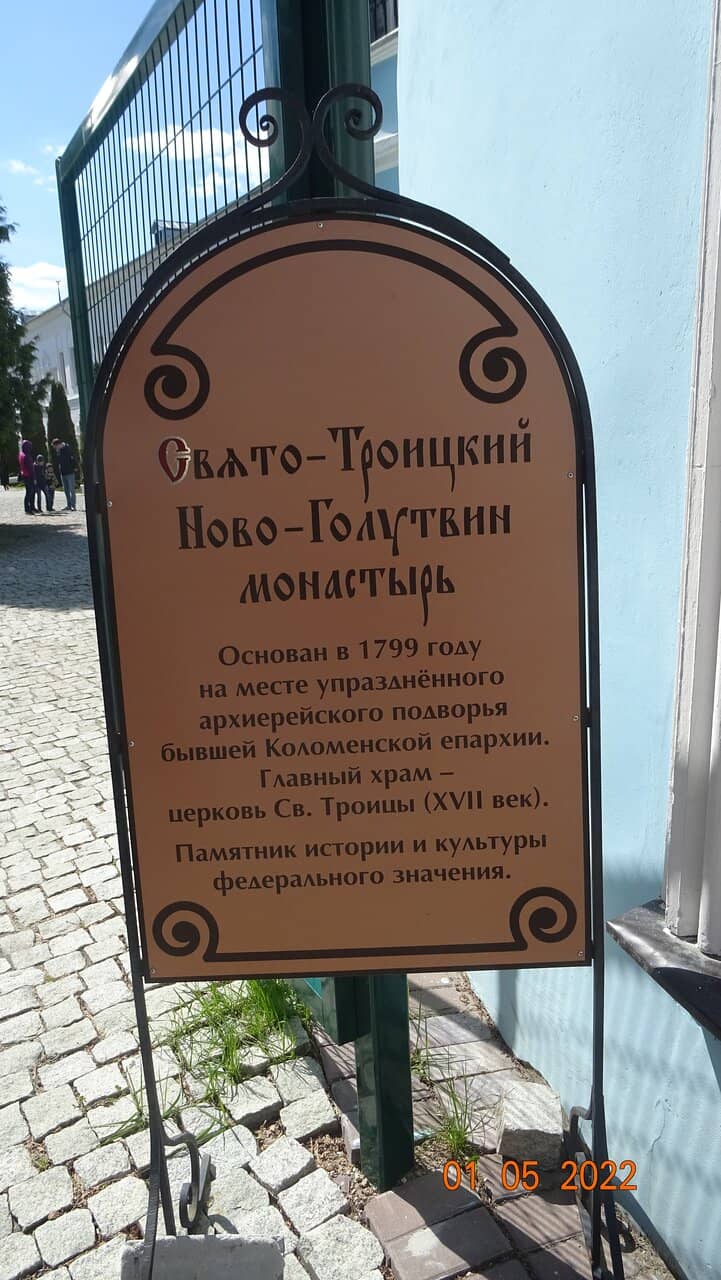 Свято-Троицкий
Ново-Голутвин
монастырь
Основан в 1799 году
на месте упразднённого
архиерейского подворья
бывшей Коломенской епархии.
Главный храм –
церковь Св. Троицы (XVII век).
Памятник истории и культуры
федерального значения.
01 05 2022